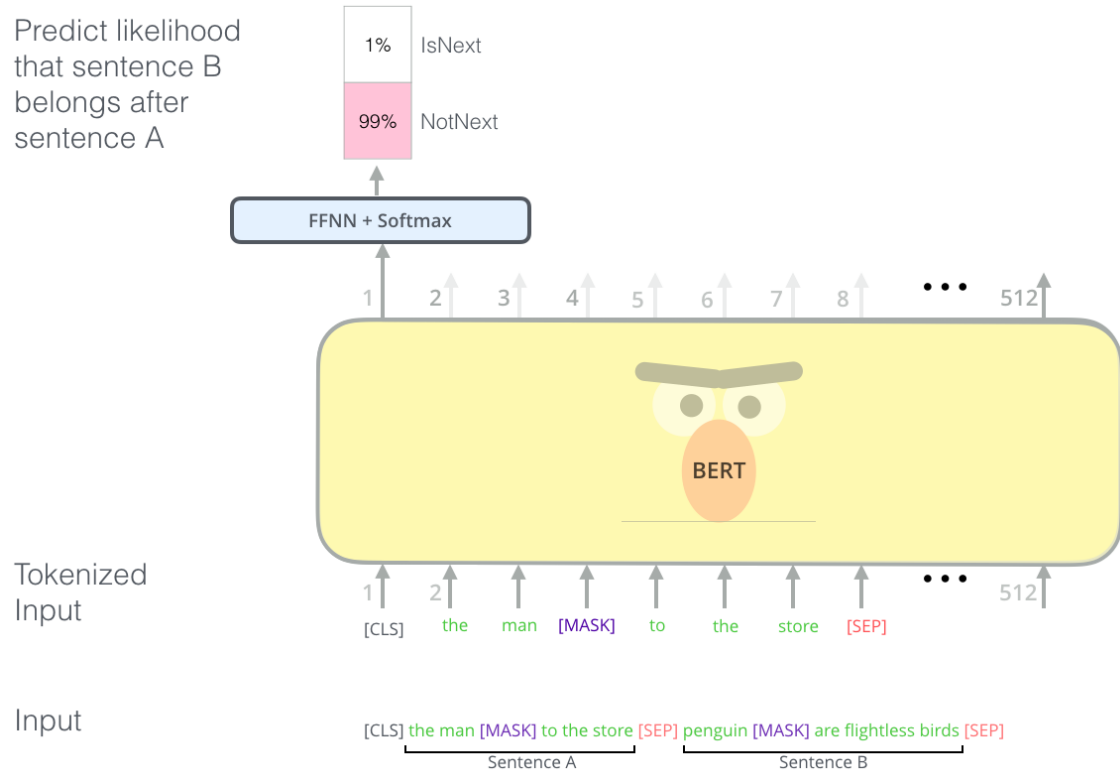 Predict likelihood
that sentence B
belongs after
sentence A
1% IsNext
99% NotNext
FFNN + Softmax
1 2 3 4 5 6 7 8 ••• 512
BERT
Tokenized
Input
1 2 ••• 512
[CLS] the man [MASK] to the store [SEP]
Input
[CLS] the man [MASK] to the store [SEP] penguin [MASK] are flightless birds [SEP]
Sentence A Sentence B